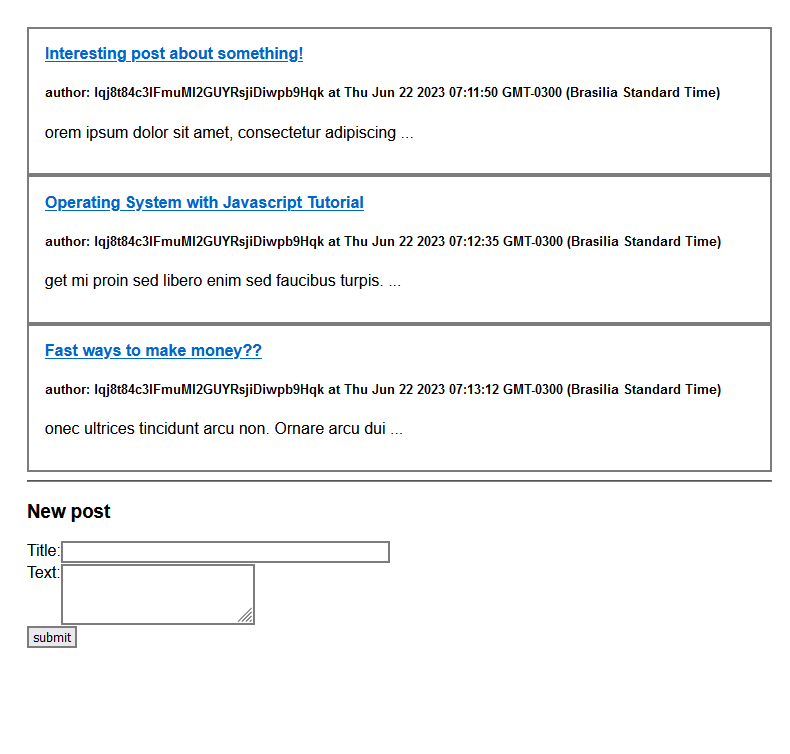 Interesting post about something!
author: Iqj8t84c3IFmuMI2GUYRsjiDiwpb9Hqk at Thu Jun 22 2023 07:11:50 GMT-0300 (Brasilia Standard Time)
orem ipsum dolor sit amet, consectetur adipiscing ...
Operating System with Javascript Tutorial
author: Iqj8t84c3IFmuMI2GUYRsjiDiwpb9Hqk at Thu Jun 22 2023 07:12:35 GMT-0300 (Brasilia Standard Time)
get mi proin sed libero enim sed faucibus turpis. ...
Fast ways to make money??
author: Iqj8t84c3IFmuMI2GUYRsjiDiwpb9Hqk at Thu Jun 22 2023 07:13:12 GMT-0300 (Brasilia Standard Time)
onec ultrices tincidunt arcu non. Ornare arcu dui ...
New post
Title:
Text:
submit